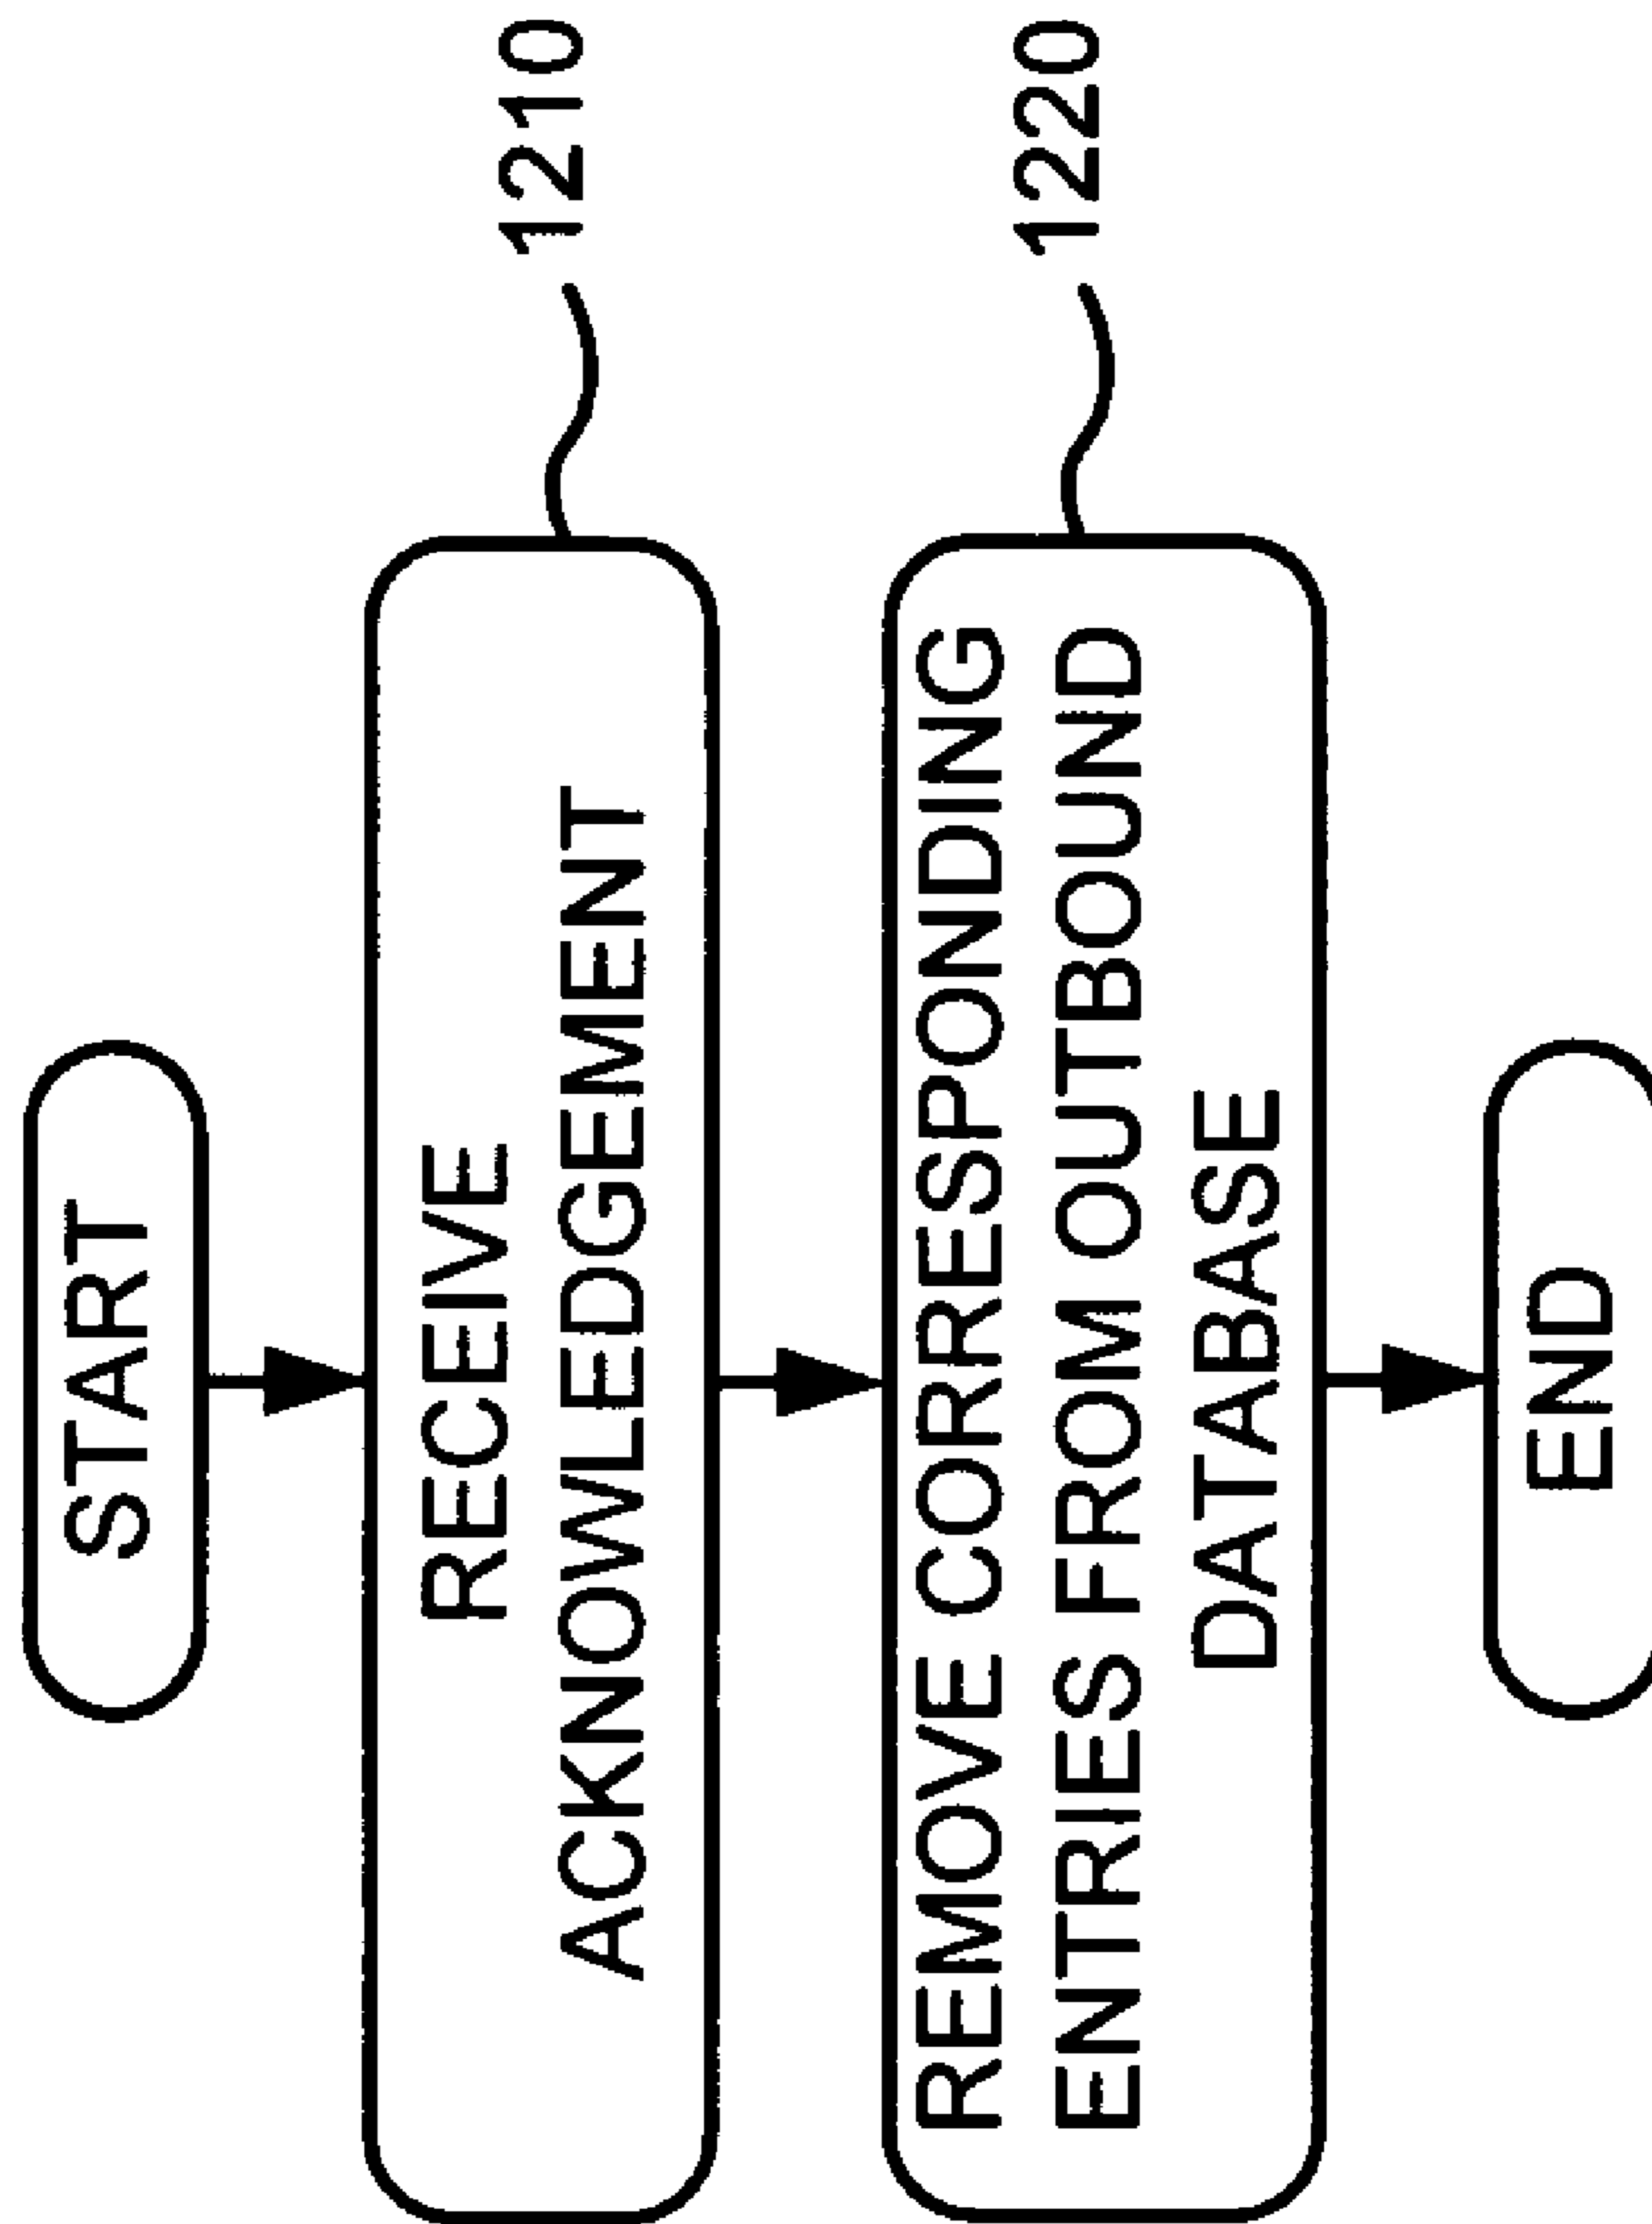 START
RECEIVE
ACKNOWLEDGEMENT
1210
REMOVE CORRESPONDING
ENTRIES FROM OUTBOUND
DATABASE
1220
END